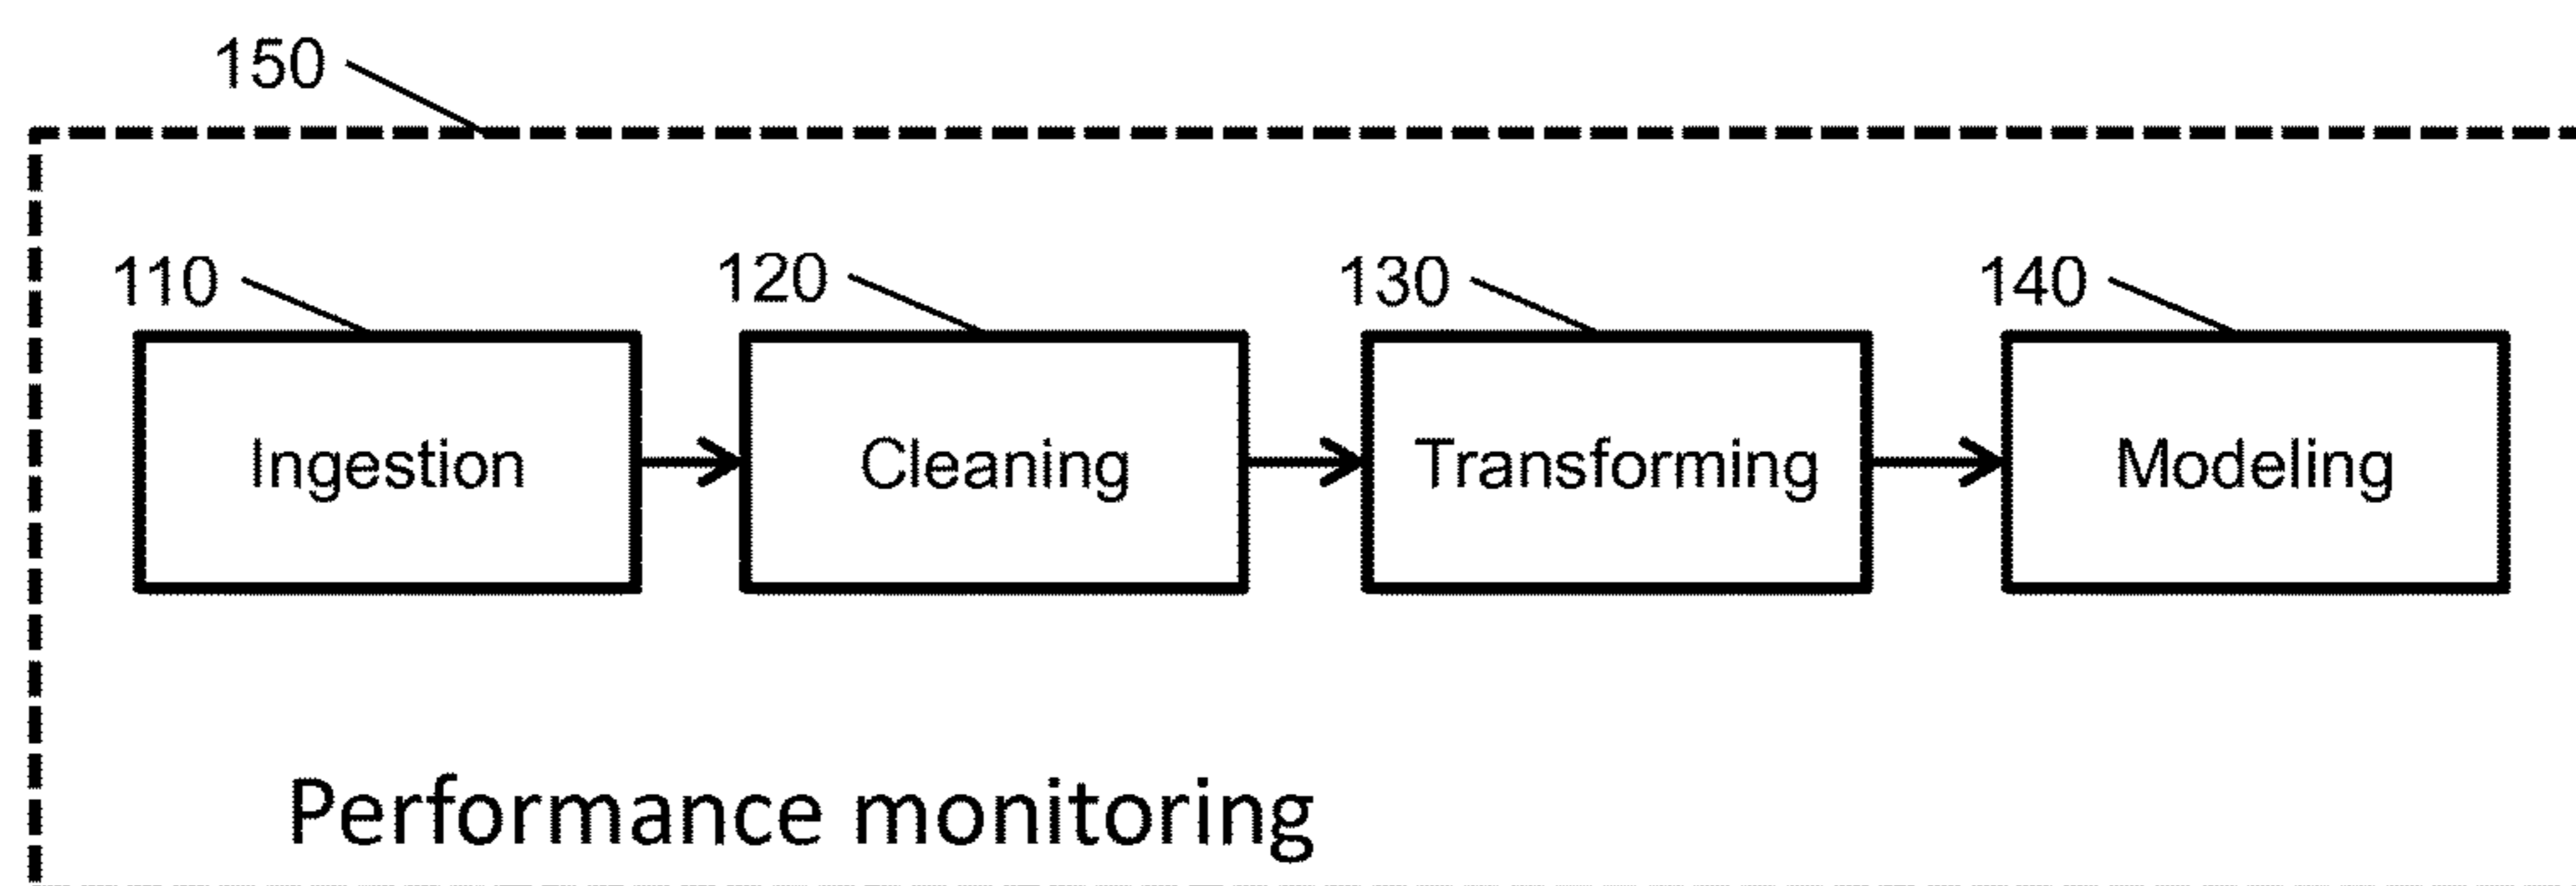 150
110 120 130 140
Ingestion Cleaning Transforming Modeling
Performance monitoring